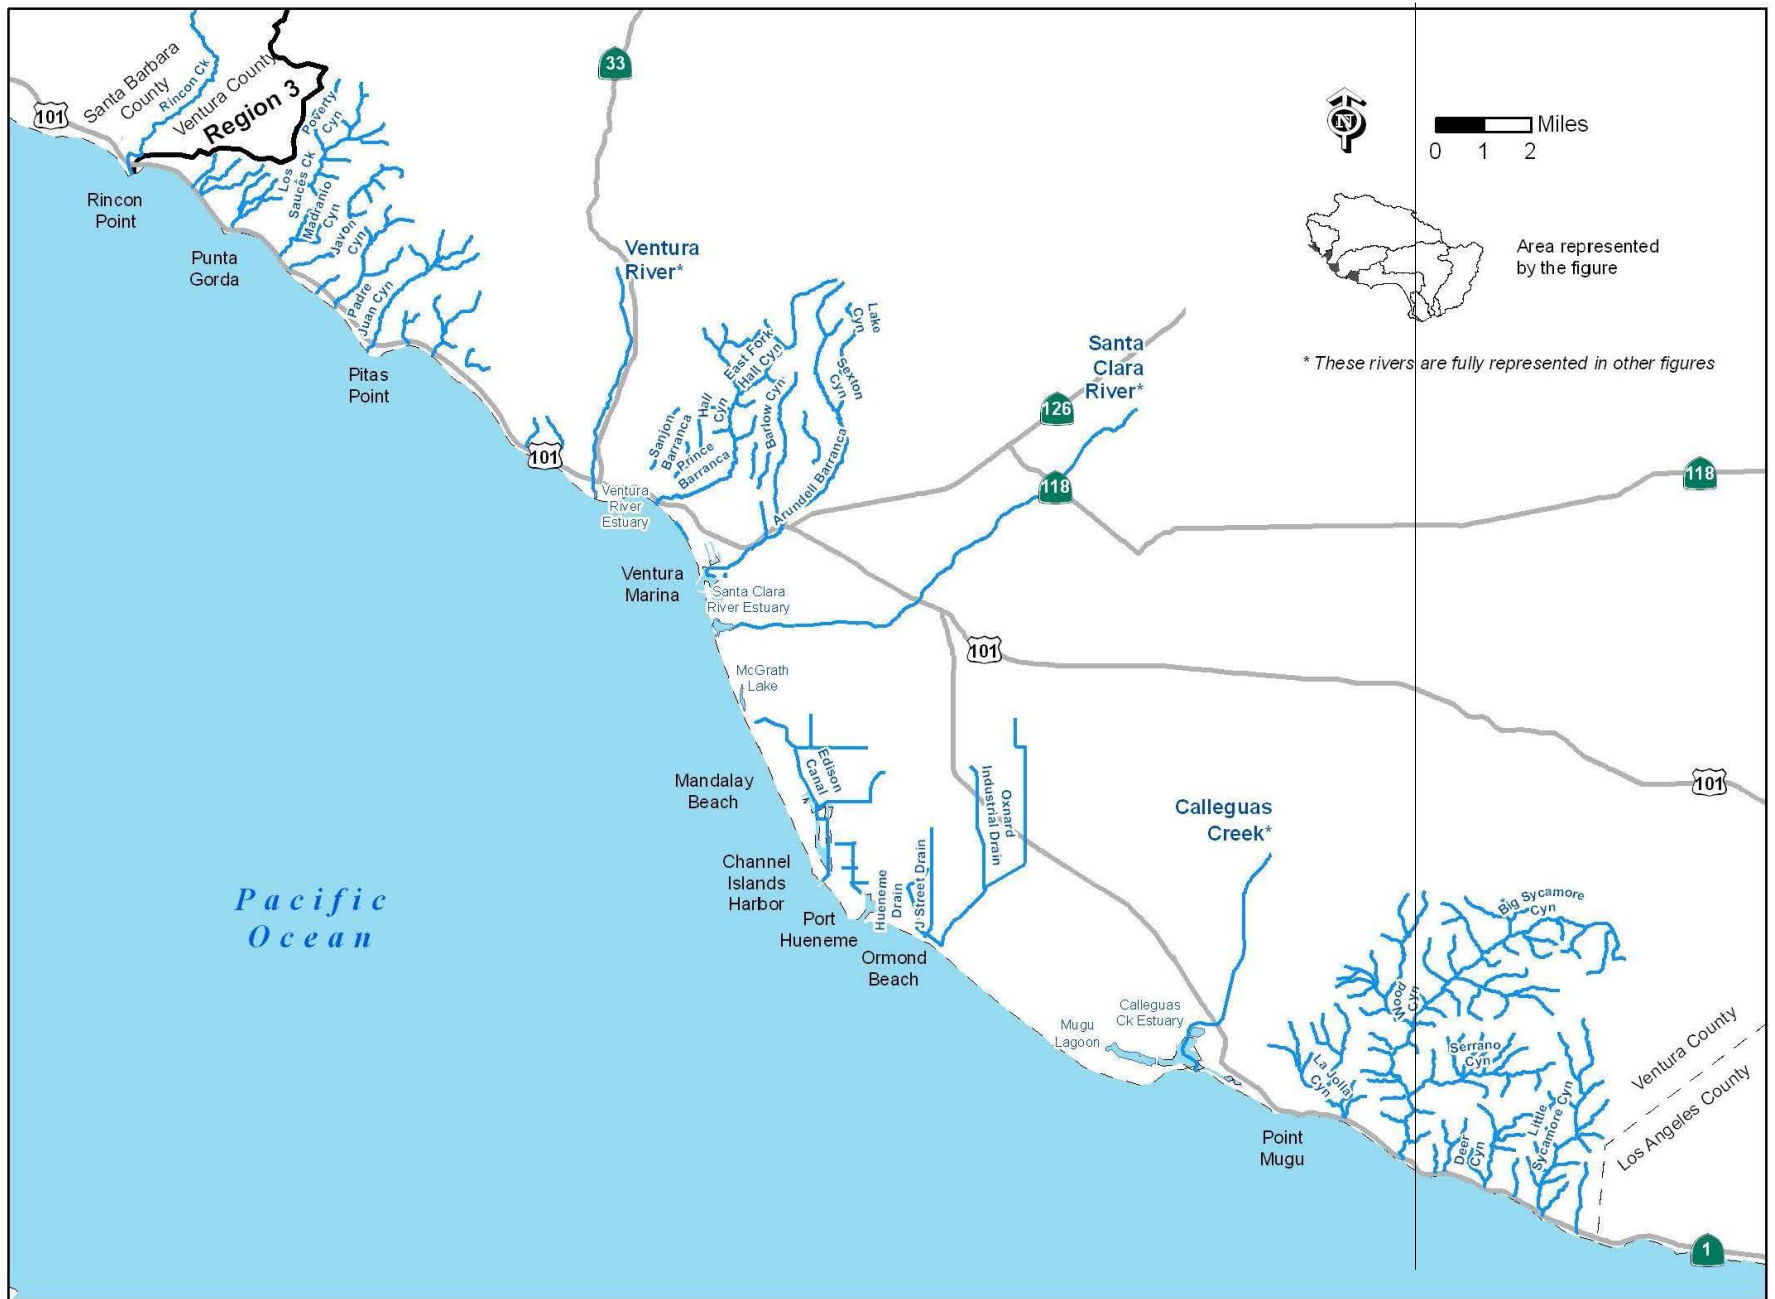 33
Santa Barbara
County
Rincon Ck
Ventura County
Region 3
Poverty
Cyn
101
Rincon
Point
Los
Sauces Ck
Madranio
Cyn
Javon
Cyn
Punta
Gorda
Padre
Juan Cyn
Pitas
Point
Ventura
River*
N
Miles
0 1 2
Area represented
by the figure
* These rivers are fully represented in other figures
Lake
Cyn
Sexton
Cyn
East Fork
Hall Cyn
Barlow Cyn
Hall
Cyn
Sanjon
Barranca
Prince
Barranca
Arundell Barranca
Santa
Clara
River*
126
118
118
101
Ventura
River
Estuary
Ventura
Marina
Santa Clara
River Estuary
101
McGrath
Lake
Mandalay
Beach
Edison
Canal
Oxnard
Industrial Drain
101
Calleguas
Creek*
Channel
Islands
Harbor
Port
Hueneme
Hueneme
Drain
J Street Drain
Ormond
Beach
Pacific
Ocean
Big Sycamore
Cyn
Wood
Cyn
Calleguas
Ck Estuary
Mugu
Lagoon
Serrano
Cyn
La Jolla
Cyn
Little
Sycamore Cyn
Deer
Cyn
Point
Mugu
Ventura County
Los Angeles County
1